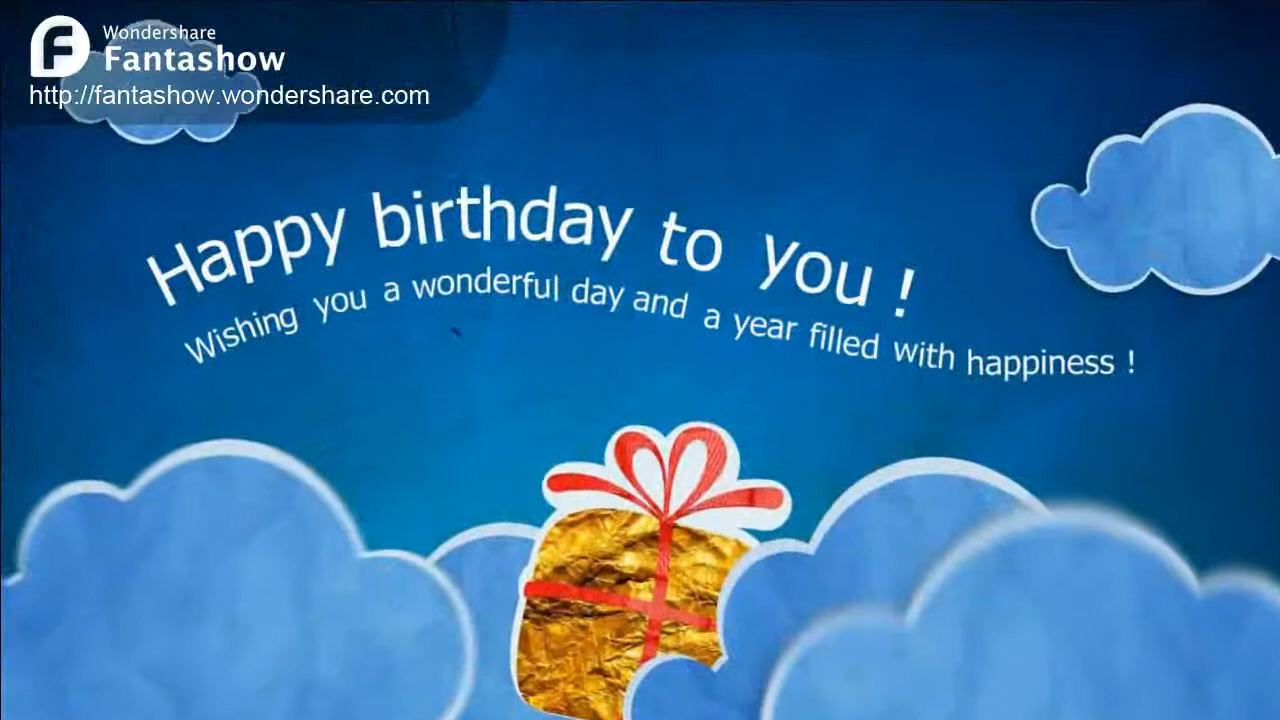 Wondershare
Fantashow
http://fantashow.wondershare.com
Happy birthday to you !
Wishing you a wonderful day and a year filled with happiness !